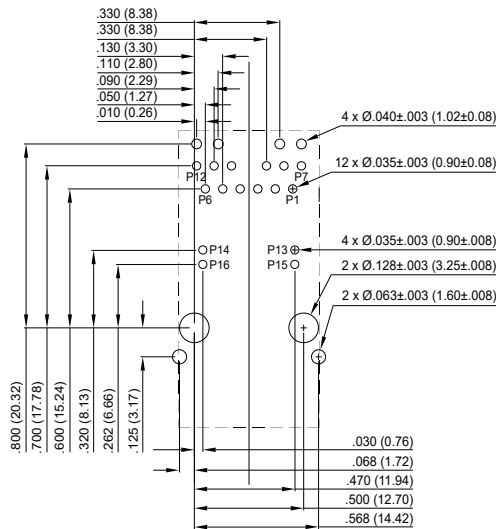 .330 (8.38)
.330 (8.38)
.130 (3.30)
.110 (2.80)
.090 (2.29)
.050 (1.27)
.010 (0.26)
4 x Ø.040±.003 (1.02±0.08)
P12
P7
12 x Ø.035±.003 (0.90±0.08)
P6
P1
P14
P13
4 x Ø.035±.003 (0.90±.008)
P16
P15
2 x Ø.128±.003 (3.25±.008)
2 x Ø.063±.003 (1.60±.008)
.800 (20.32)
.700 (17.78)
.600 (15.24)
.320 (8.13)
.262 (6.66)
.125 (3.17)
.030 (0.76)
.068 (1.72)
.470 (11.94)
.500 (12.70)
.568 (14.42)